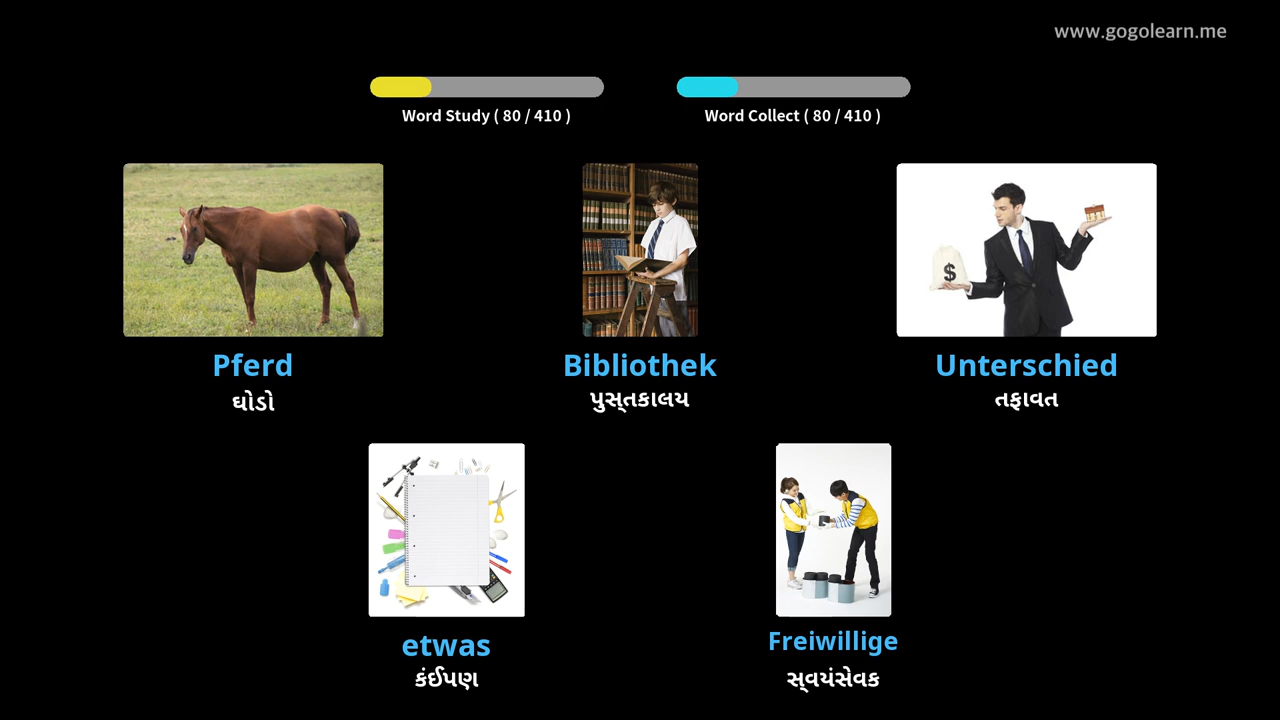 www.gogolearn.me
Word Study ( 80 / 410 )
Word Collect ( 80 / 410 )
Pferd
ઘોડો
Bibliothek
પુસ્તકાલય
Unterschied
તફાવત
$
etwas
કંઈપણ
Freiwillige
સ્વયંસેવક